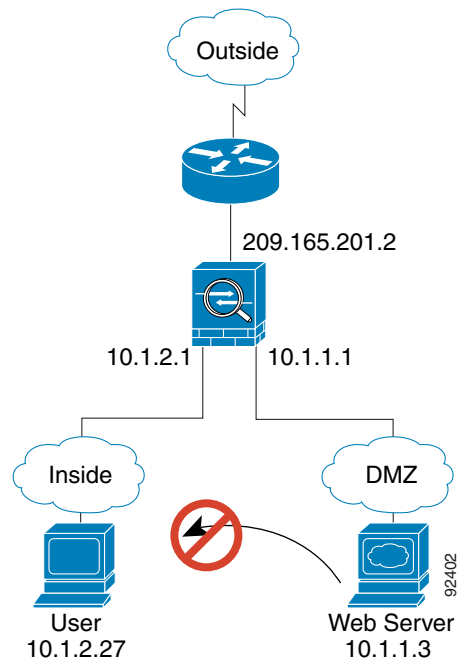 Outside
209.165.201.2
10.1.2.1
10.1.1.1
Inside
DMZ
User
10.1.2.27
Web Server
10.1.1.3
92402